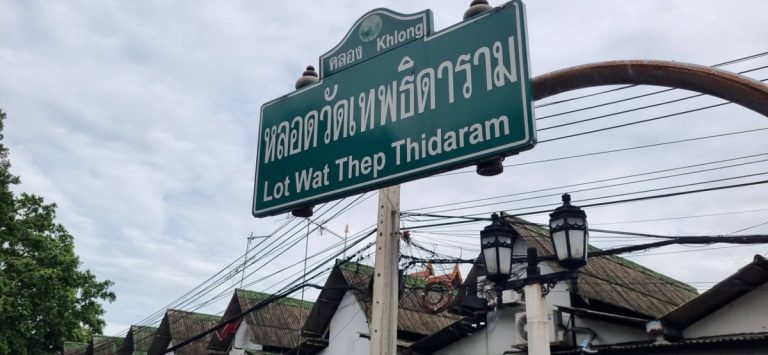 คลอง Khlong
หลอดวัดเทพธิดาราม
Lot Wat Thep Thidaram